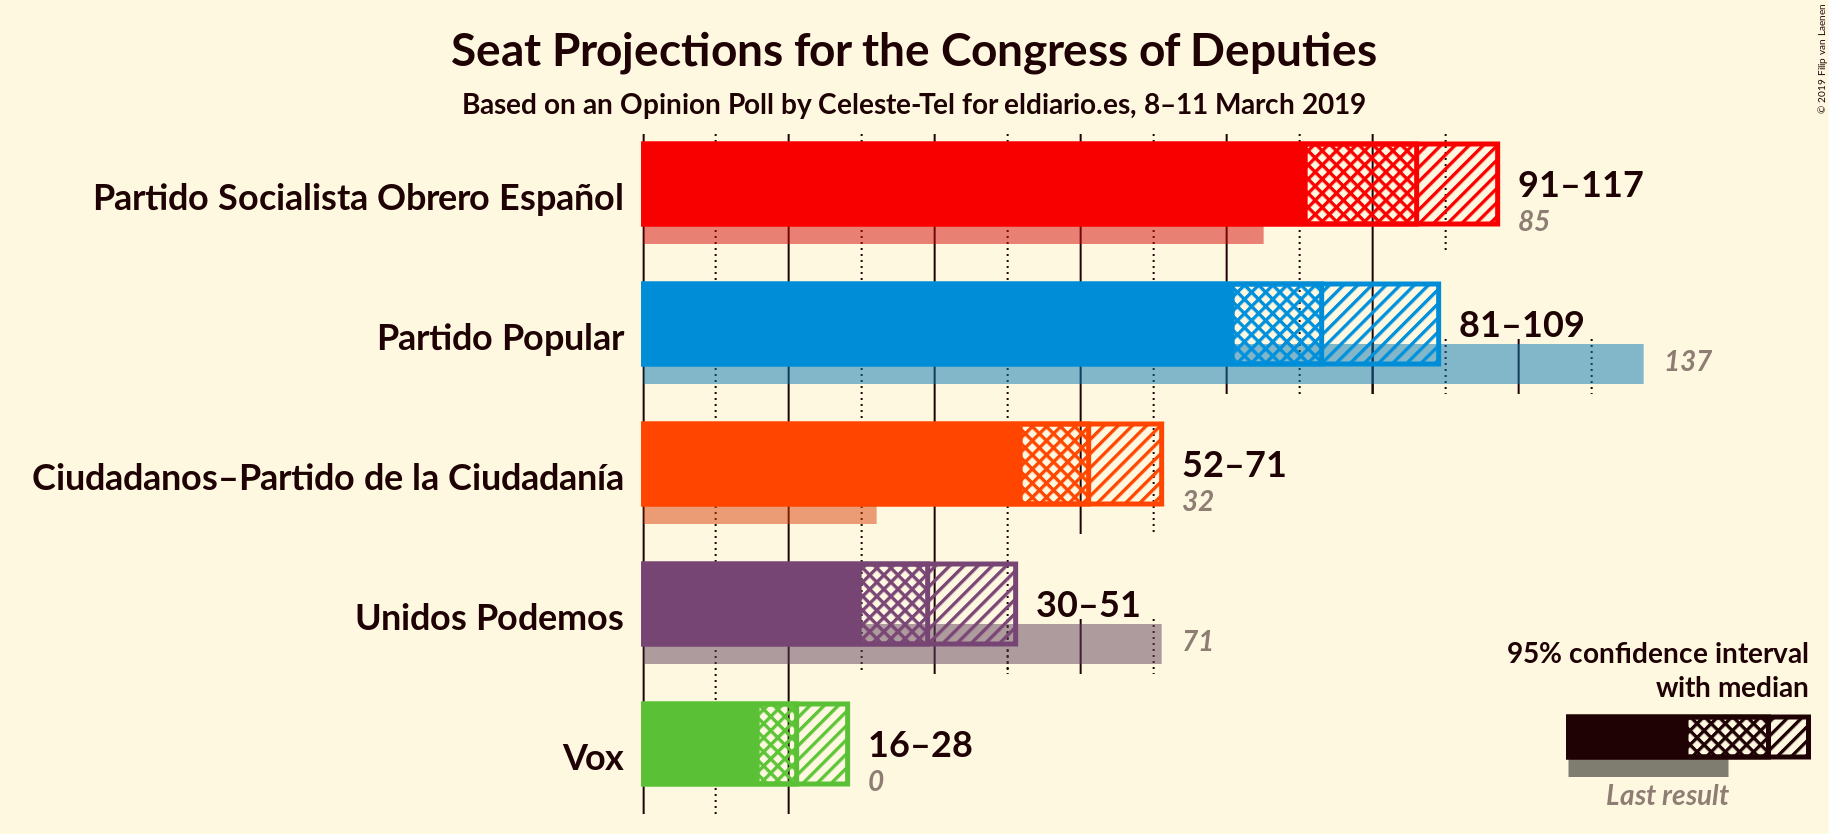 Seat Projections for the Congress of Deputies
Based on an Opinion Poll by Celeste-Tel for eldiario.es, 8–11 March 2019
© 2019 Filip van Laenen
Partido Socialista Obrero Español
91–117
85
Partido Popular
81–109
137
Ciudadanos–Partido de la Ciudadanía
52–71
32
Unidos Podemos
30–51
71
Vox
16–28
0
95% confidence interval
with median
Last result